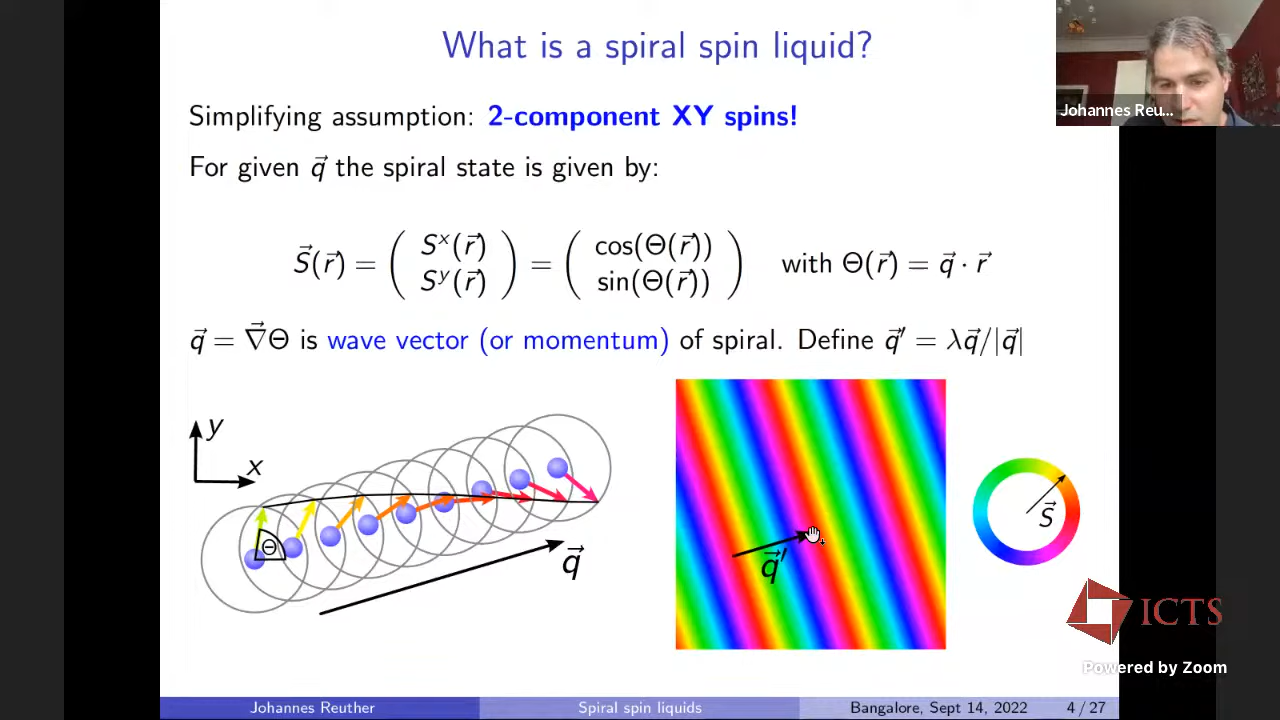 What is a spiral spin liquid?
Johannes Reu...
Simplifying assumption: 2-component XY spins!
For given q⃗ the spiral state is given by:
S⃗(r⃗) = ( Sˣ(r⃗) Sʸ(r⃗) ) = ( cos(Θ(r⃗)) sin(Θ(r⃗)) ) with Θ(r⃗) = q⃗ · r⃗
q⃗ = ∇⃗Θ is wave vector (or momentum) of spiral. Define q⃗′ = λq⃗/|q⃗|
y
x
Θ
q⃗
q⃗′
S⃗
ICTS
Powered by Zoom
Johannes Reuther Spiral spin liquids Bangalore, Sept 14, 2022 4 / 27